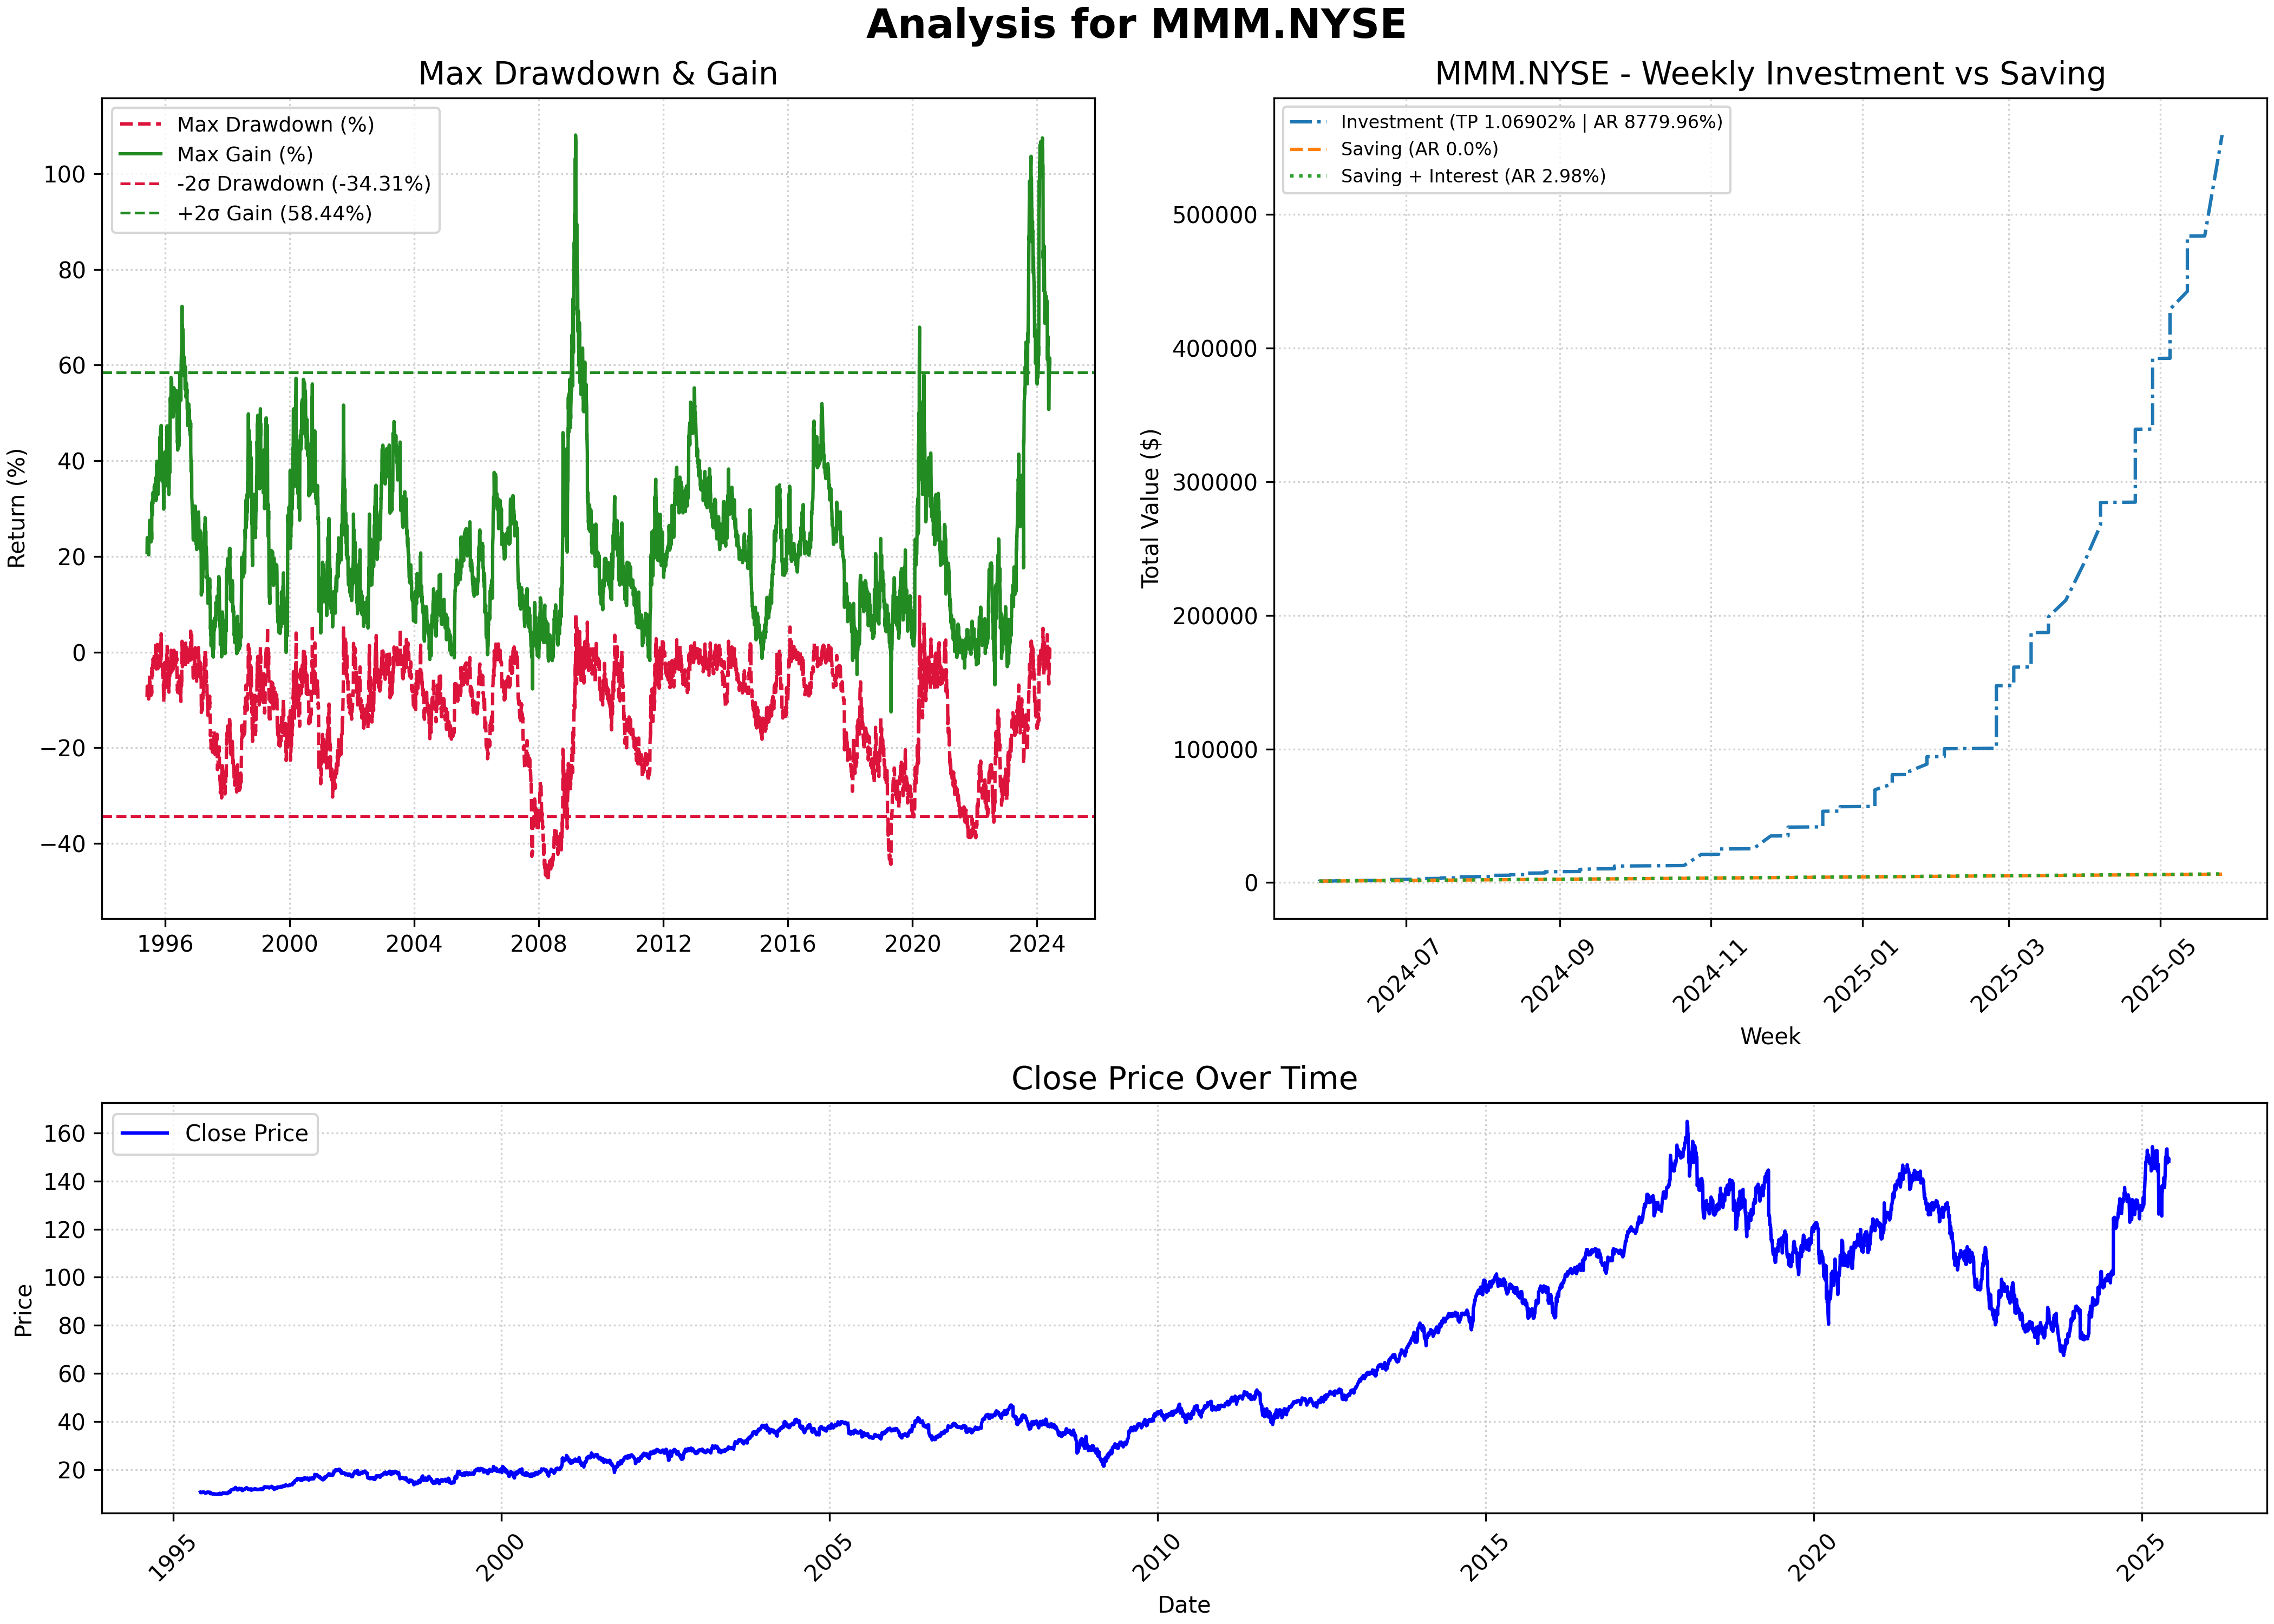 Analysis for MMM.NYSE
Max Drawdown & Gain
Max Drawdown (%)
Max Gain (%)
-2σ Drawdown (-34.31%)
+2σ Gain (58.44%)
Return (%)
100
80
60
40
20
0
−20
−40
1996
2000
2004
2008
2012
2016
2020
2024
MMM.NYSE - Weekly Investment vs Saving
Investment (TP 1.06902% | AR 8779.96%)
Saving (AR 0.0%)
Saving + Interest (AR 2.98%)
Total Value ($)
500000
400000
300000
200000
100000
0
2024-07
2024-09
2024-11
2025-01
2025-03
2025-05
Week
Close Price Over Time
Close Price
Price
160
140
120
100
80
60
40
20
1995
2000
2005
2010
2015
2020
2025
Date